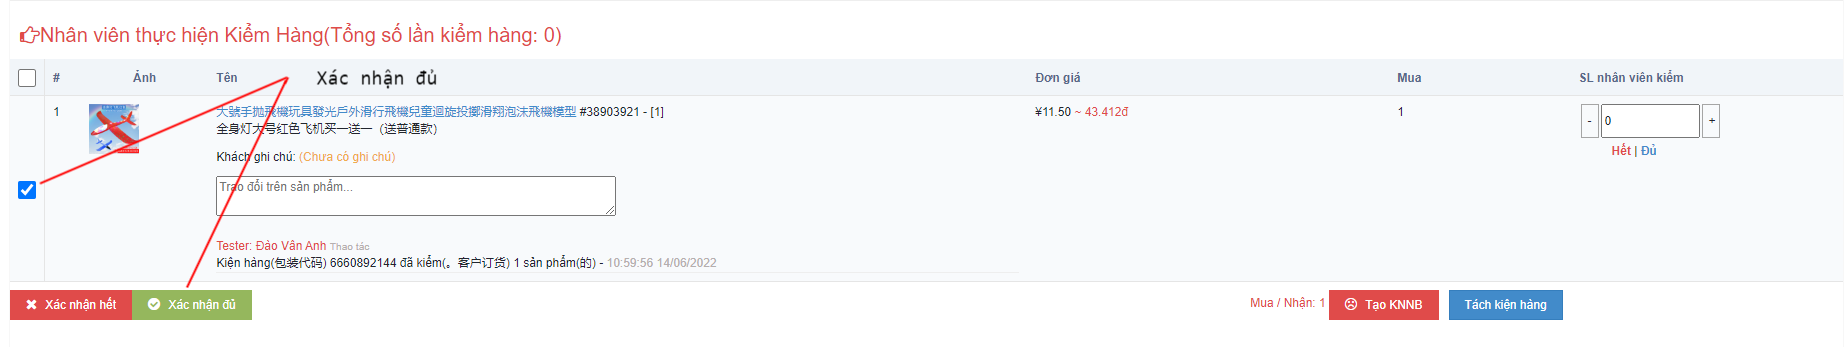 Nhân viên thực hiện Kiểm Hàng(Tổng số lần kiểm hàng: 0)
Xác nhận đủ
# Ảnh Tên Đơn giá Mua SL nhân viên kiểm
1 大號手拋飛機玩具發光戶外滑行飛機兒童迴旋投擲滑翔泡沫飛機模型 #38903921 - [1] ¥11.50 ~ 43.412đ 1 - 0 +
全身灯大号红色飞机买一送一（送普通款）
Hết | Đủ
Khách ghi chú: (Chưa có ghi chú)
Trao đổi trên sản phẩm...
Tester: Đào Vân Anh Thao tác
Kiện hàng(包装代码) 6660892144 đã kiểm(。客户订货) 1 sản phẩm(的) - 10:59:56 14/06/2022
Xác nhận hết Xác nhận đủ Mua / Nhận: 1 Tạo KNNB Tách kiện hàng